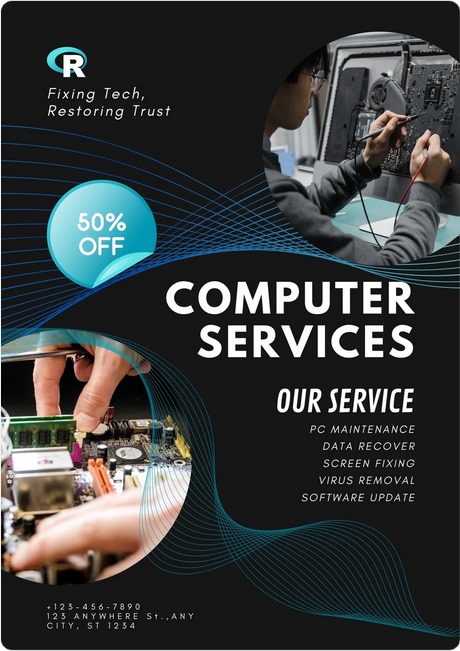 R
Fixing Tech,
Restoring Trust
50%
OFF
COMPUTER
SERVICES
OUR SERVICE
PC MAINTENANCE
DATA RECOVER
SCREEN FIXING
VIRUS REMOVAL
SOFTWARE UPDATE
+123-456-7890
123 ANYWHERE St.,ANY
CITY, ST 1234